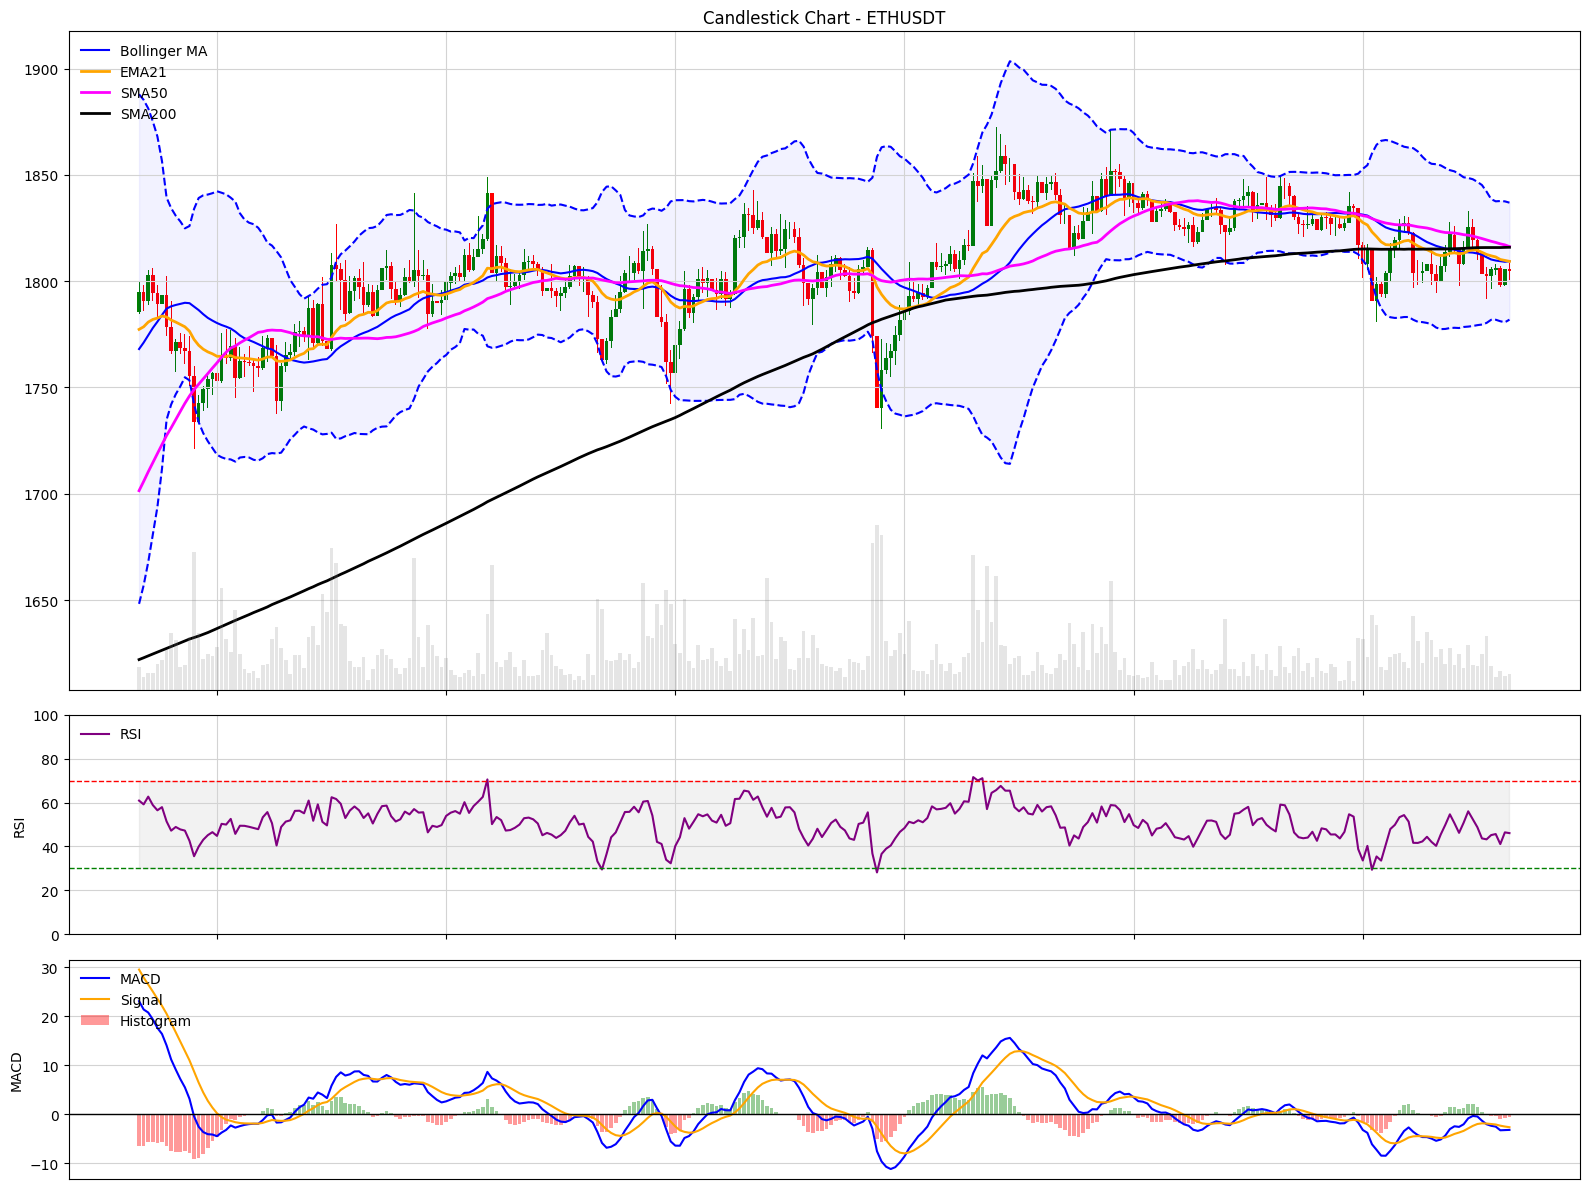 Candlestick Chart - ETHUSDT
Bollinger MA
EMA21
SMA50
SMA200
1900
1850
1800
1750
1700
1650
RSI
100
80
60
40
20
0
RSI
MACD
Signal
Histogram
30
20
10
0
−10
MACD